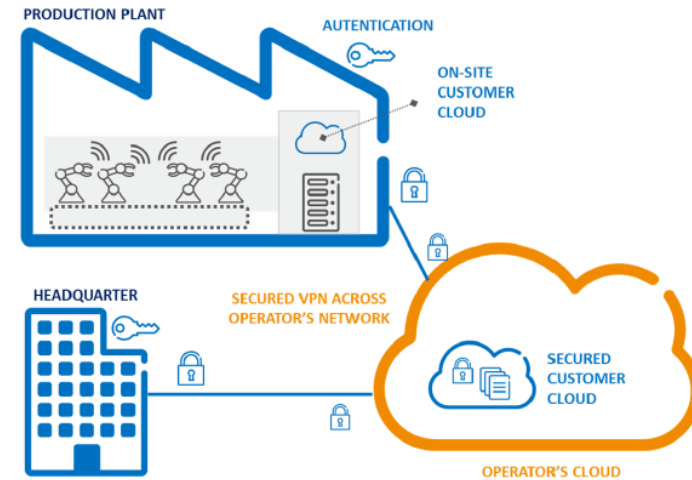 PRODUCTION PLANT
AUTENTICATION
ON-SITE
CUSTOMER
CLOUD
HEADQUARTER
SECURED VPN ACROSS
OPERATOR'S NETWORK
SECURED
CUSTOMER
CLOUD
OPERATOR'S CLOUD